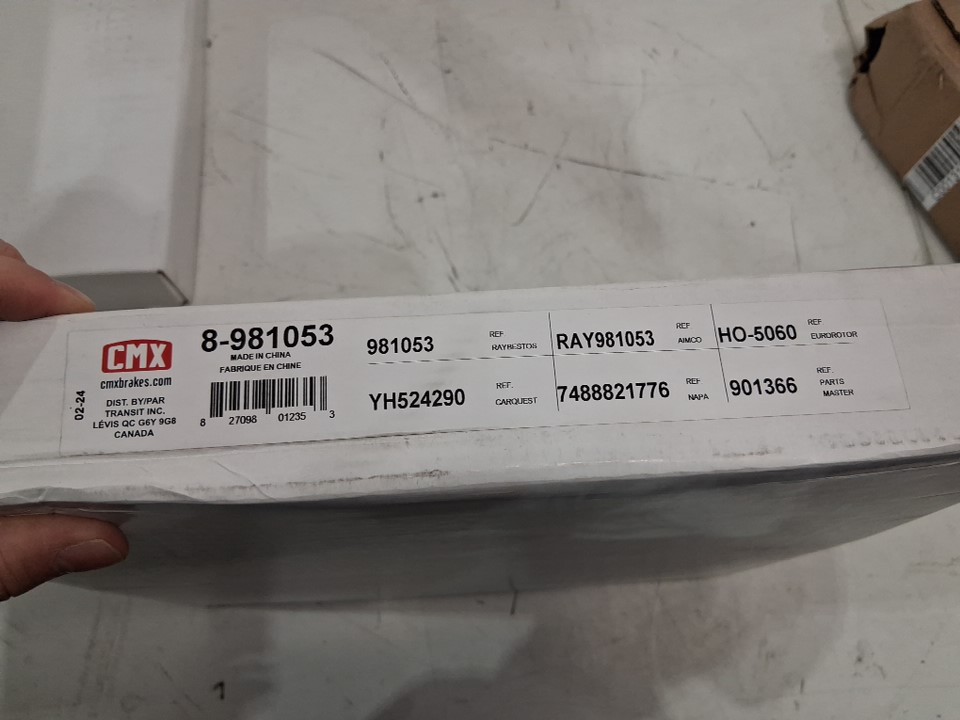 CMX
cmxbrakes.com
02-24
DIST. BY/PAR
TRANSIT INC.
LÉVIS QC G6Y 9G8
CANADA
8-981053
MADE IN CHINA
FABRIQUE EN CHINE
8 27098 01235 3
981053 REF. RAYBESTOS
RAY981053 REF AIMCO
HO-5060 REF. EUROROTOR
YH524290 REF. CARQUEST
7488821776 REF NAPA
901366 REF. PARTS MASTER